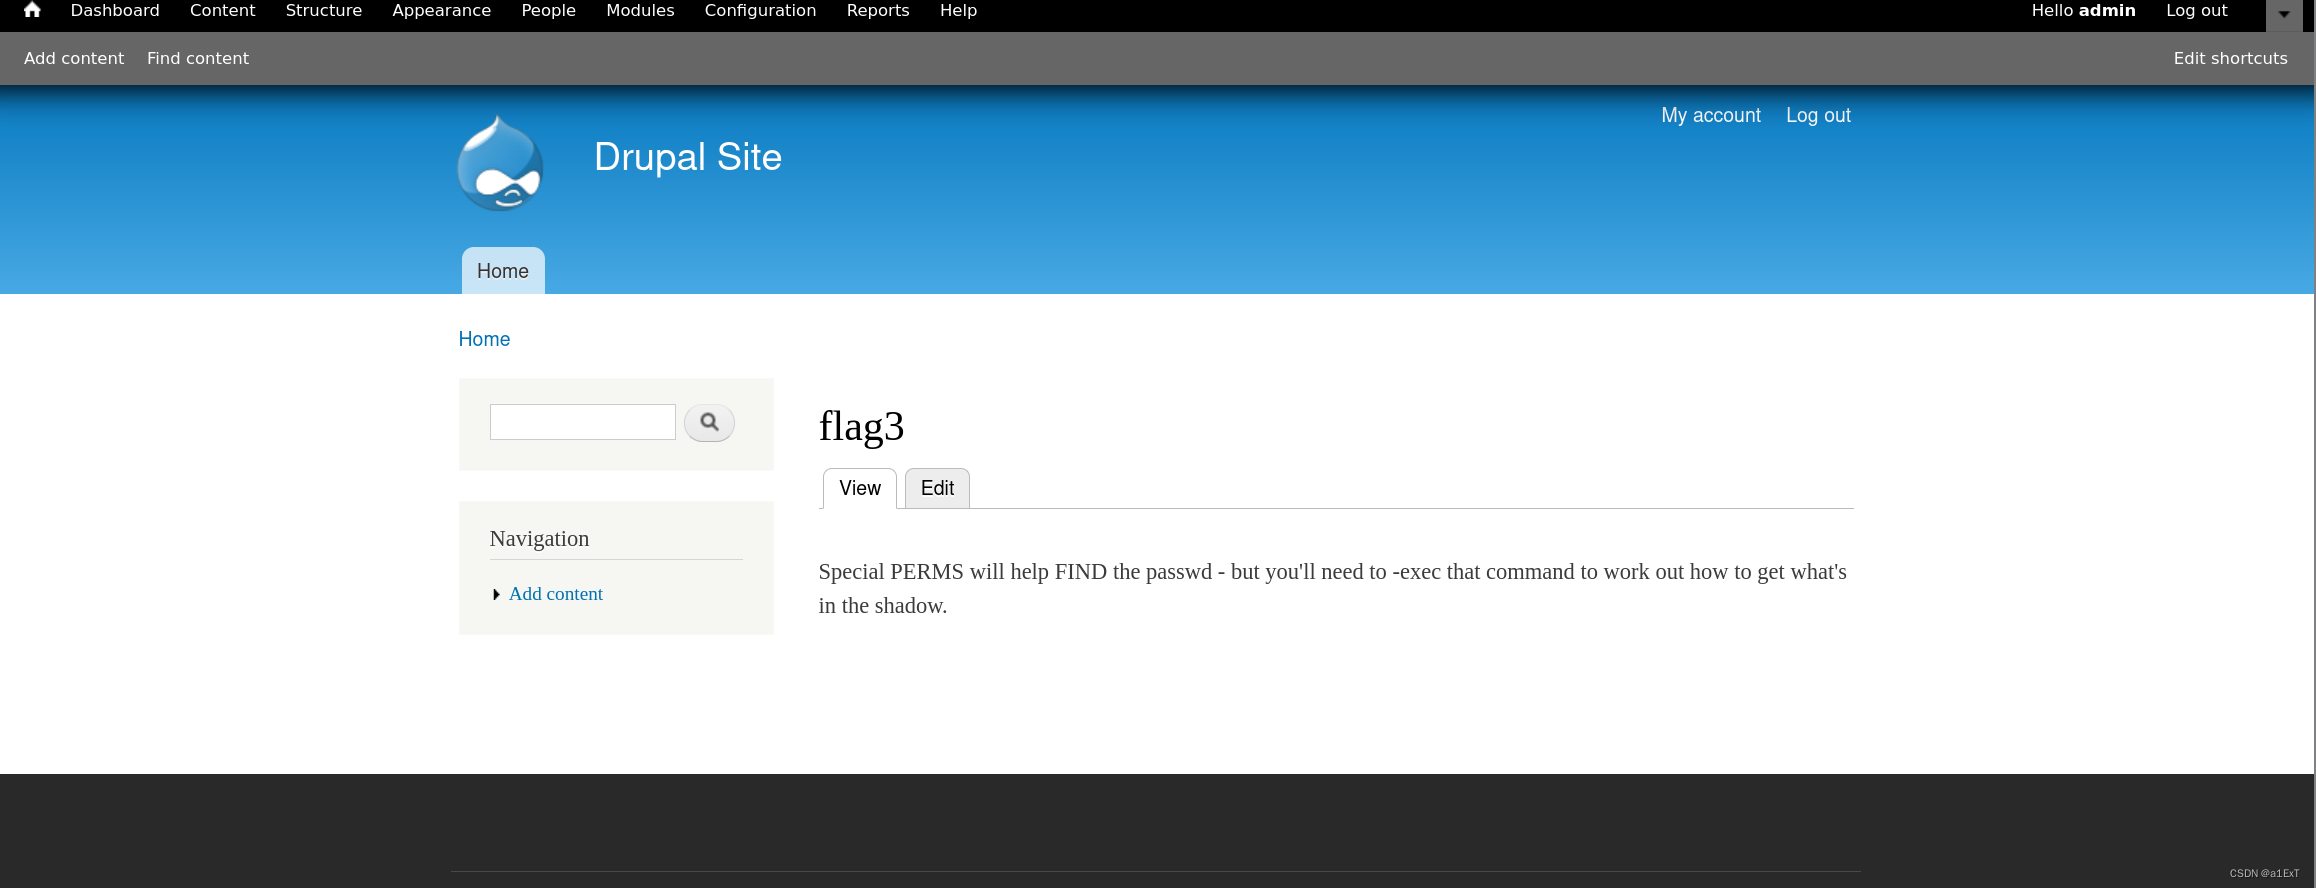 Dashboard Content Structure Appearance People Modules Configuration Reports Help Hello admin Log out
Add content Find content Edit shortcuts
My account Log out
Drupal Site
Home
Home
flag3
View Edit
Navigation
Add content
Special PERMS will help FIND the passwd - but you'll need to -exec that command to work out how to get what's
in the shadow.
CSDN @a1ExT